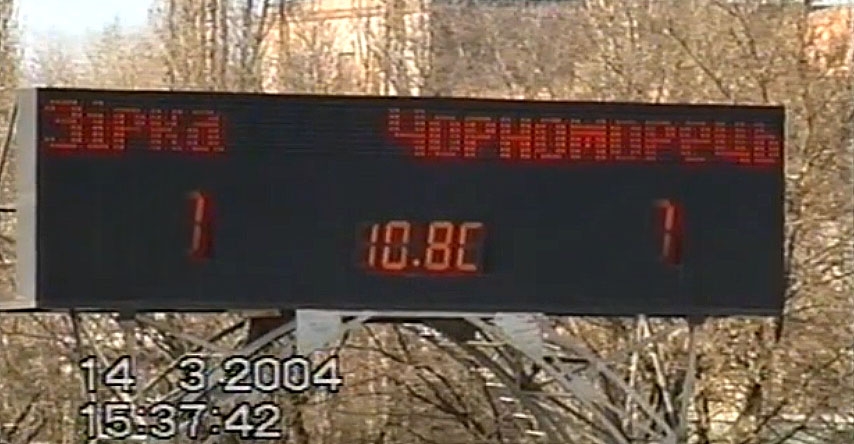 Зірка Чорноморець
1 10.8C 1
14 3.2004
15:37:42